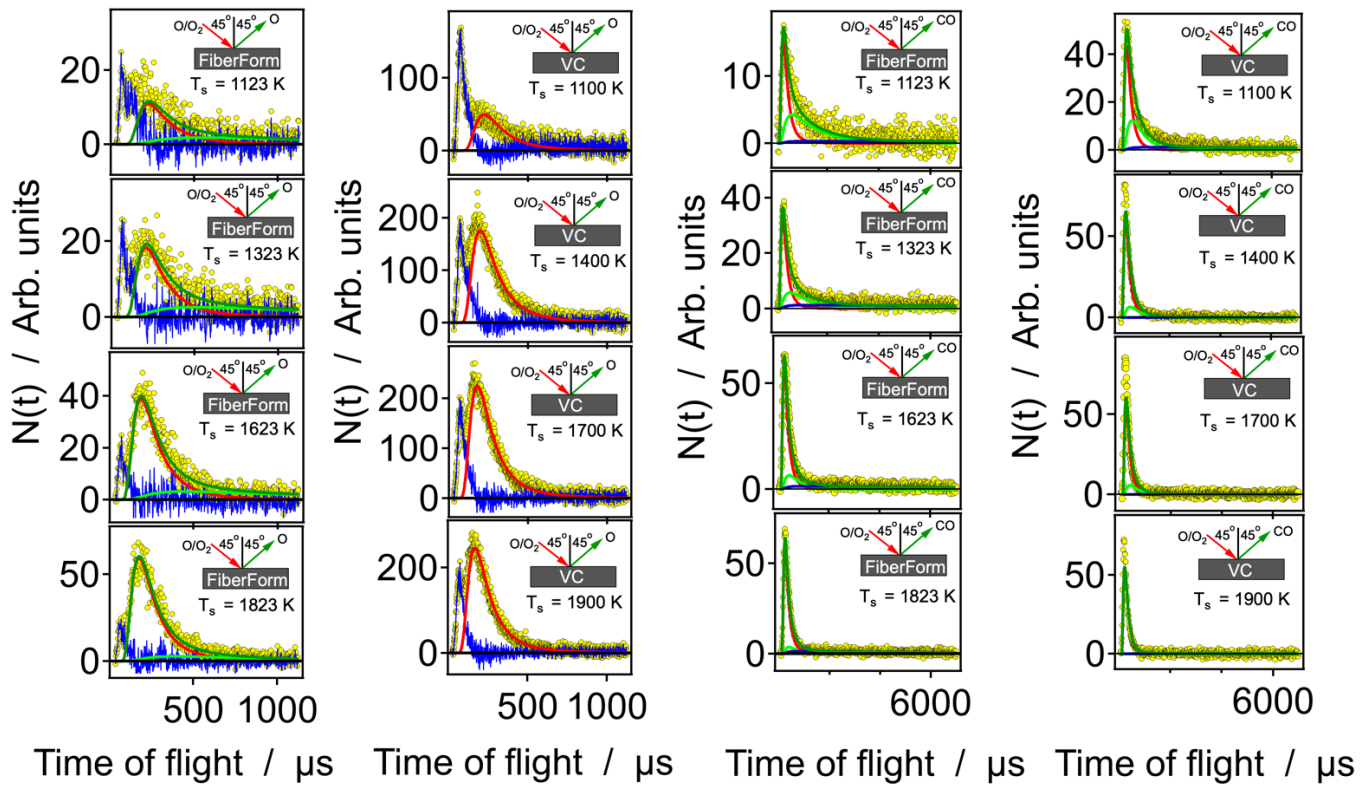 N(t) / Arb. units
20
0
O/O₂ 45° 45° O
FiberForm
Tₛ = 1123 K
20
0
O/O₂ 45° 45° O
FiberForm
Tₛ = 1323 K
40
20
0
O/O₂ 45° 45° O
FiberForm
Tₛ = 1623 K
50
0
O/O₂ 45° 45° O
FiberForm
Tₛ = 1823 K
500 1000
Time of flight / μs
N(t) / Arb. units
100
0
O/O₂ 45° 45° O
VC
Tₛ = 1100 K
200
100
0
O/O₂ 45° 45° O
VC
Tₛ = 1400 K
200
100
0
O/O₂ 45° 45° O
VC
Tₛ = 1700 K
200
0
O/O₂ 45° 45° O
VC
Tₛ = 1900 K
500 1000
Time of flight / μs
N(t) / Arb. units
10
0
O/O₂ 45° 45° CO
FiberForm
Tₛ = 1123 K
40
20
0
O/O₂ 45° 45° CO
FiberForm
Tₛ = 1323 K
50
0
O/O₂ 45° 45° CO
FiberForm
Tₛ = 1623 K
50
0
O/O₂ 45° 45° CO
FiberForm
Tₛ = 1823 K
6000
Time of flight / μs
N(t) / Arb. units
40
20
0
O/O₂ 45° 45° CO
VC
Tₛ = 1100 K
50
0
O/O₂ 45° 45° CO
VC
Tₛ = 1400 K
50
0
O/O₂ 45° 45° CO
VC
Tₛ = 1700 K
50
0
O/O₂ 45° 45° CO
VC
Tₛ = 1900 K
6000
Time of flight / μs